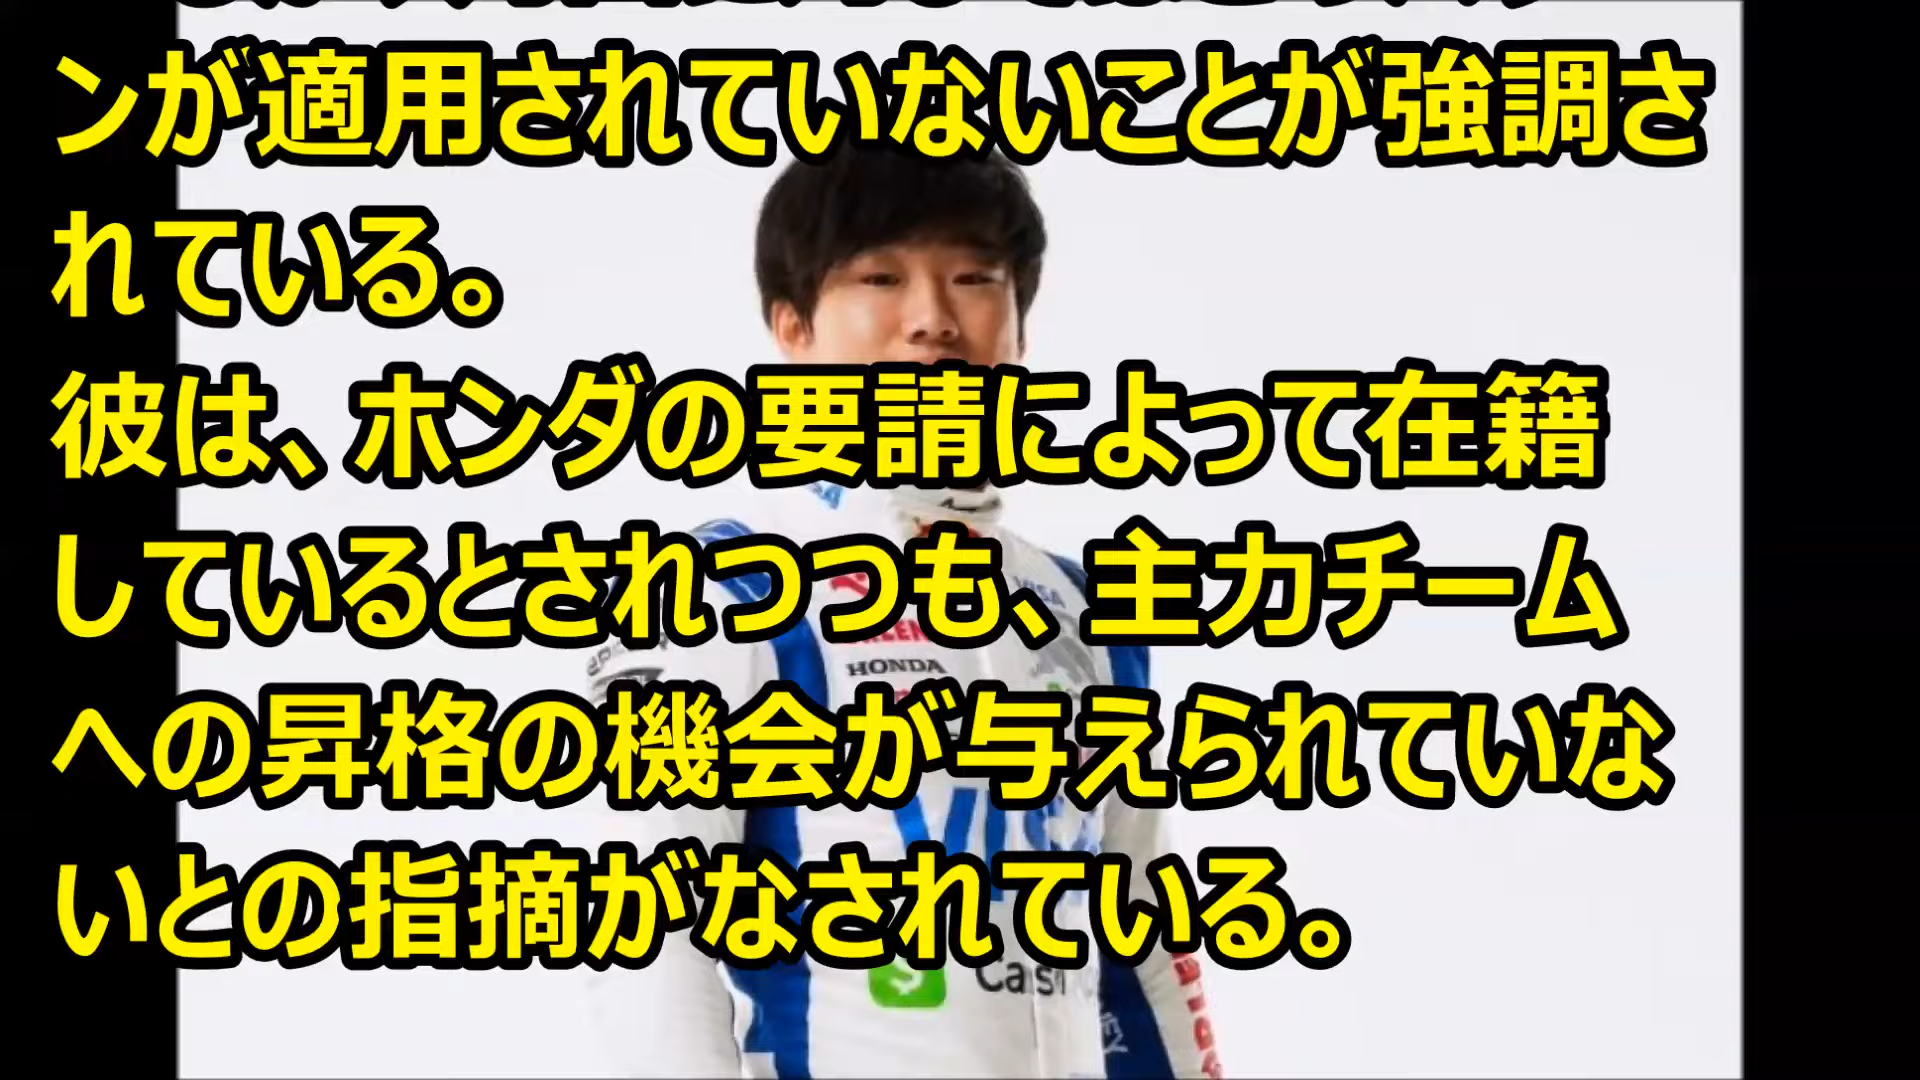 ンが適用されていないことが強調さ
れている。
彼は、ホンダの要請によって在籍
しているとされつつも、主力チーム
への昇格の機会が与えられていな
いとの指摘がなされている。
VISA
HONDA